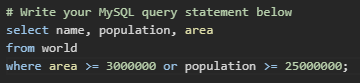 # Write your MySQL query statement below
select name, population, area
from world
where area >= 3000000 or population >= 25000000;